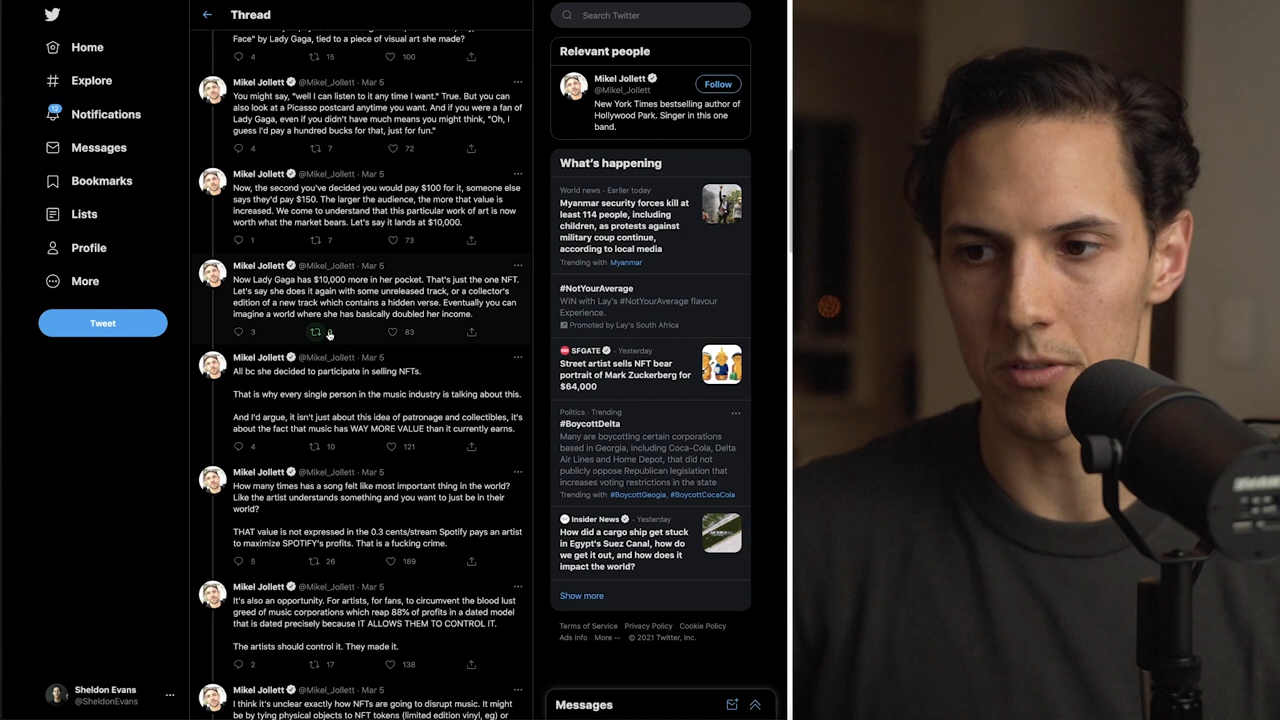 Thread
Search Twitter
Home
Explore
12
Notifications
Messages
Bookmarks
Lists
Profile
More
Tweet
Sheldon Evans
@SheldonEvans
Face" by Lady Gaga, tied to a piece of visual art she made?
4 15 100
Mikel Jollett @Mikel_Jollett · Mar 5
You might say, "well I can listen to it any time I want." True. But you
can also look at a Picasso postcard anytime you want. And if you were a fan of
Lady Gaga, even if you didn't have much means you might think, "Oh, I
guess I'd pay a hundred bucks for that, just for fun."
4 7 72
Mikel Jollett @Mikel_Jollett · Mar 5
Now, the second you've decided you would pay $100 for it, someone else
says they'd pay $150. The larger the audience, the more that value is
increased. We come to understand that this particular work of art is now
worth what the market bears. Let's say it lands at $10,000.
1 7 73
Mikel Jollett @Mikel_Jollett · Mar 5
Now Lady Gaga has $10,000 more in her pocket. That's just the one NFT.
Let's say she does it again with some unreleased track, or a collector's
edition of a new track which contains a hidden verse. Eventually you can
imagine a world where she has basically doubled her income.
3 83
Mikel Jollett @Mikel_Jollett · Mar 5
All bc she decided to participate in selling NFTs.
That is why every single person in the music industry is talking about this.
And I'd argue, it isn't just about this idea of patronage and collectibles, it's
about the fact that music has WAY MORE VALUE than it currently earns.
4 10 121
Mikel Jollett @Mikel_Jollett · Mar 5
How many times has a song felt like most important thing in the world?
Like the artist understands something and you want to just be in their
world?
THAT value is not expressed in the 0.3 cents/stream Spotify pays an artist
to maximize SPOTIFY's profits. That is a fucking crime.
5 26 189
Mikel Jollett @Mikel_Jollett · Mar 5
It's also an opportunity. For artists, for fans, to circumvent the blood lust
greed of music corporations which reap 88% of profits in a dated model
that is dated precisely because IT ALLOWS THEM TO CONTROL IT.
The artists should control it. They made it.
2 17 138
Mikel Jollett @Mikel_Jollett · Mar 5
I think it's unclear exactly how NFTs are going to disrupt music. It might
be by tying physical objects to NFT tokens (limited edition vinyl, eg) or
Relevant people
Mikel Jollett
@Mikel_Jollett
Follow
New York Times bestselling author of
Hollywood Park. Singer in this one
band.
What's happening
World news · Earlier today
Myanmar security forces kill at
least 114 people, including
children, as protests against
military coup continue,
according to local media
Trending with Myanmar
#NotYourAverage
WIN with Lay's #NotYourAverage flavour
Experience.
Promoted by Lay's South Africa
SFGATE · Yesterday
Street artist sells NFT bear
portrait of Mark Zuckerberg for
$64,000
Politics · Trending
#BoycottDelta
Many are boycotting certain corporations
based in Georgia, including Coca-Cola, Delta
Air Lines and Home Depot, that did not
publicly oppose Republican legislation that
increases voting restrictions in the state
Trending with #BoycottGeogia, #BoycottCocaCola
Insider News · Yesterday
How did a cargo ship get stuck
in Egypt's Suez Canal, how do
we get it out, and how does it
impact the world?
Show more
Terms of Service Privacy Policy Cookie Policy
Ads info More ··· © 2021 Twitter, Inc.
Messages